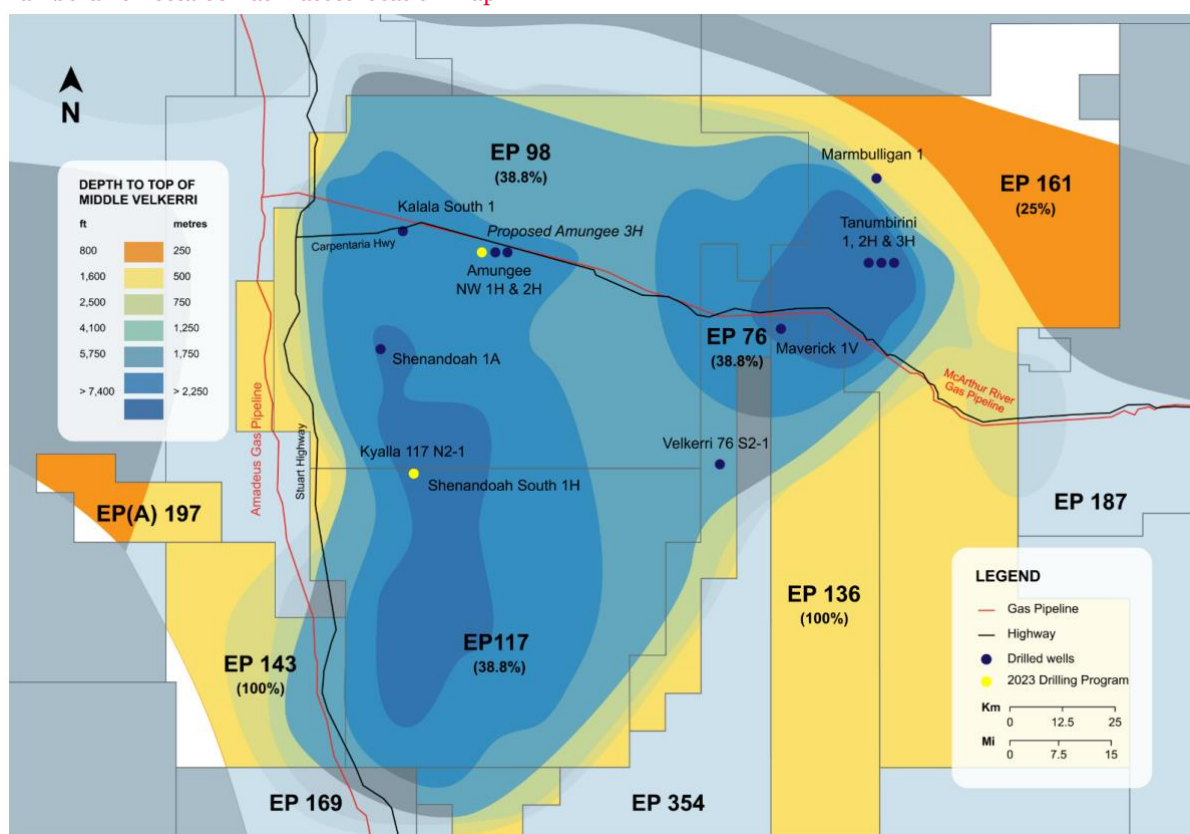 asset location map
N
DEPTH TO TOP OF
MIDDLE VELKERRI
ft metres
800 250
1,600 500
2,500 750
4,100 1,250
5,750 1,750
> 7,400 > 2,250
EP 98
(38.8%)
Marmbulligan 1
EP 161
(25%)
Kalala South 1
Proposed Amungee 3H
Tanumbirini
1, 2H & 3H
Carpentaria Hwy
Amungee
NW 1H & 2H
EP 76
(38.8%)
Maverick 1V
Shenandoah 1A
McArthur River
Gas Pipeline
Amadeus Gas Pipeline
Stuart Highway
Kyalla 117 N2-1
Shenandoah South 1H
Velkerri 76 S2-1
EP(A) 197
EP 187
EP 136
(100%)
EP117
(38.8%)
EP 143
(100%)
EP 169
EP 354
LEGEND
Gas Pipeline
Highway
Drilled wells
2023 Drilling Program
Km
0 12.5 25
Mi
0 7.5 15